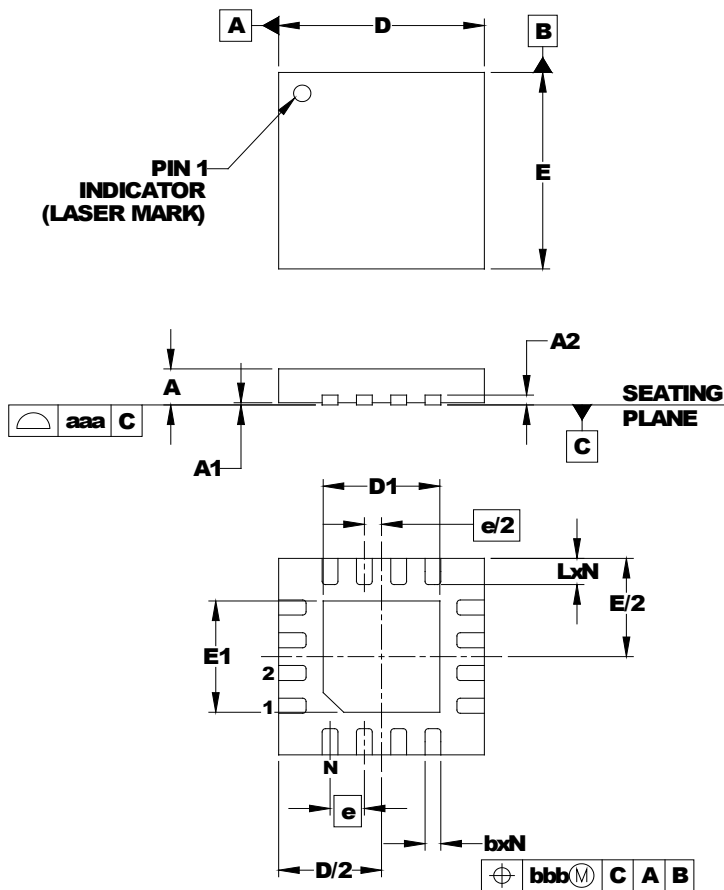 A
D
B
PIN 1
INDICATOR
(LASER MARK)
E
A2
A
SEATING
PLANE
aaa C
C
A1
D1
e/2
LxN
E/2
E1
2
1
N
e
bxN
D/2
bbb Ⓜ C A B